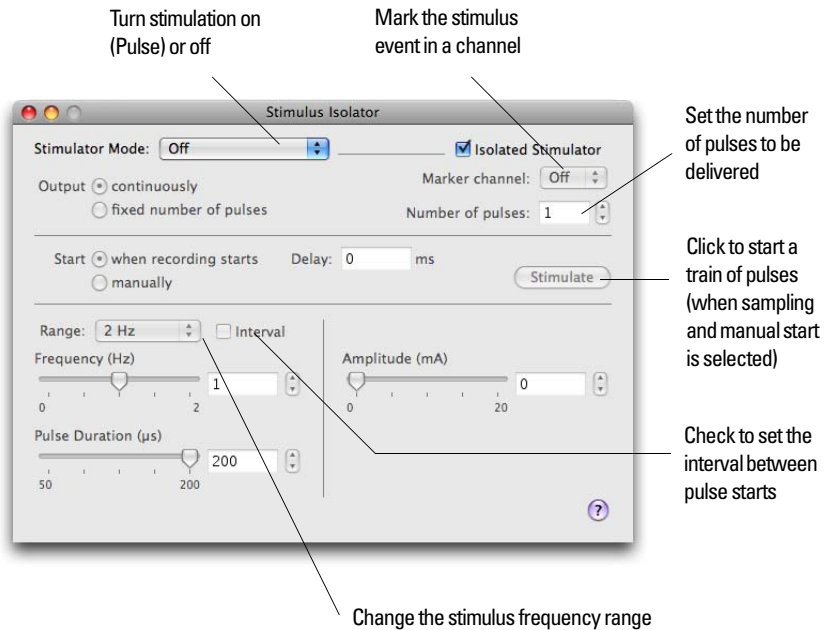 Turn stimulation on
(Pulse) or off
Mark the stimulus
event in a channel
Stimulus Isolator
Stimulator Mode: Off
Isolated Stimulator
Set the number
of pulses to be
delivered
Output continuously
fixed number of pulses
Marker channel: Off
Number of pulses: 1
Start when recording starts Delay: 0 ms
manually
Stimulate
Click to start a
train of pulses
(when sampling
and manual start
is selected)
Range: 2 Hz Interval
Frequency (Hz)
1
0 2
Amplitude (mA)
0
0 20
Pulse Duration (μs)
200
50 200
?
Check to set the
interval between
pulse starts
Change the stimulus frequency range